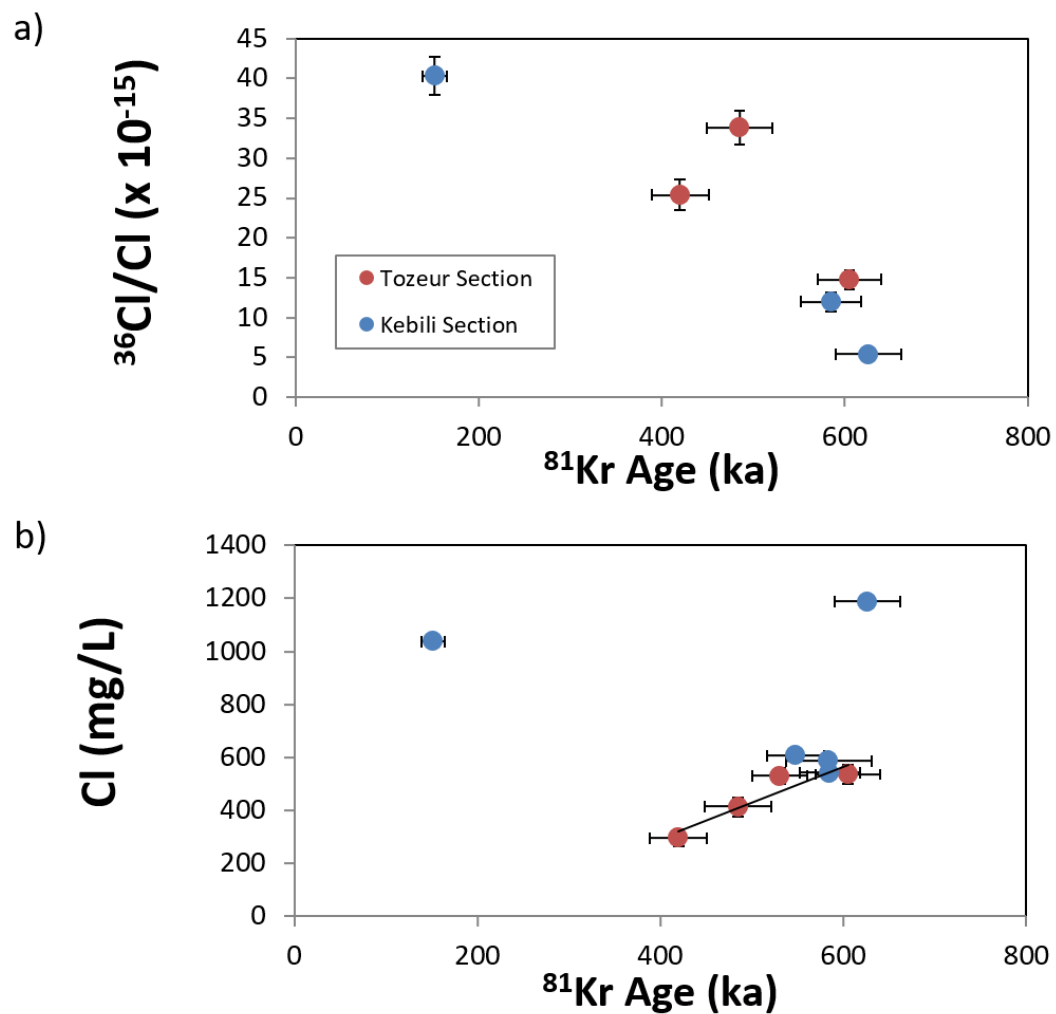 a)
³⁶Cl/Cl (x 10⁻¹⁵)
45
40
35
30
25
20
15
10
5
0
Tozeur Section
Kebili Section
0 200 400 600 800
⁸¹Kr Age (ka)
b)
Cl (mg/L)
1400
1200
1000
800
600
400
200
0
0 200 400 600 800
⁸¹Kr Age (ka)